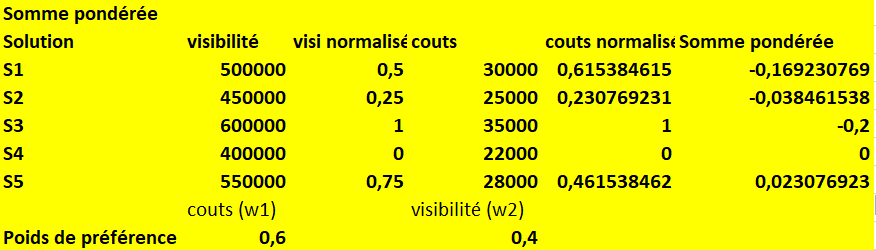 Somme pondérée
Solution visibilité visi normalisé couts couts normalisé Somme pondérée
S1 500000 0,5 30000 0,615384615 -0,169230769
S2 450000 0,25 25000 0,230769231 -0,038461538
S3 600000 1 35000 1 -0,2
S4 400000 0 22000 0 0
S5 550000 0,75 28000 0,461538462 0,023076923
couts (w1) visibilité (w2)
Poids de préférence 0,6 0,4